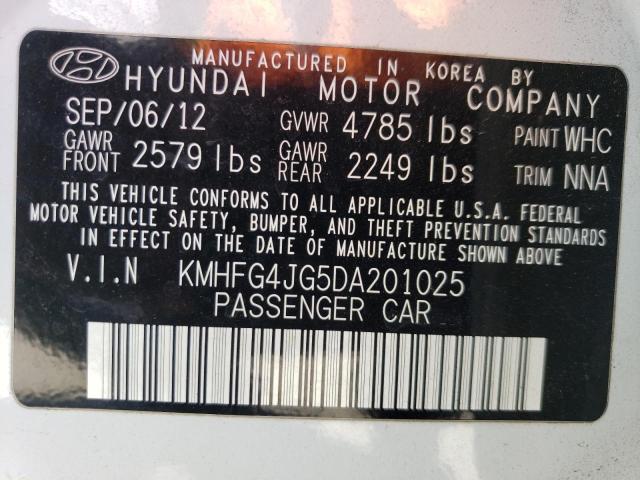 MANUFACTURED IN KOREA BY
HYUNDAI MOTOR COMPANY
SEP/06/12 GVWR 4785 lbs PAINT WHC
GAWR FRONT 2579 lbs GAWR REAR 2249 lbs TRIM NNA
THIS VEHICLE CONFORMS TO ALL APPLICABLE U.S.A. FEDERAL
MOTOR VEHICLE SAFETY, BUMPER, AND THEFT PREVENTION STANDARDS
IN EFFECT ON THE DATE OF MANUFACTURE SHOWN ABOVE
V.I.N KMHFG4JG5DA201025
PASSENGER CAR